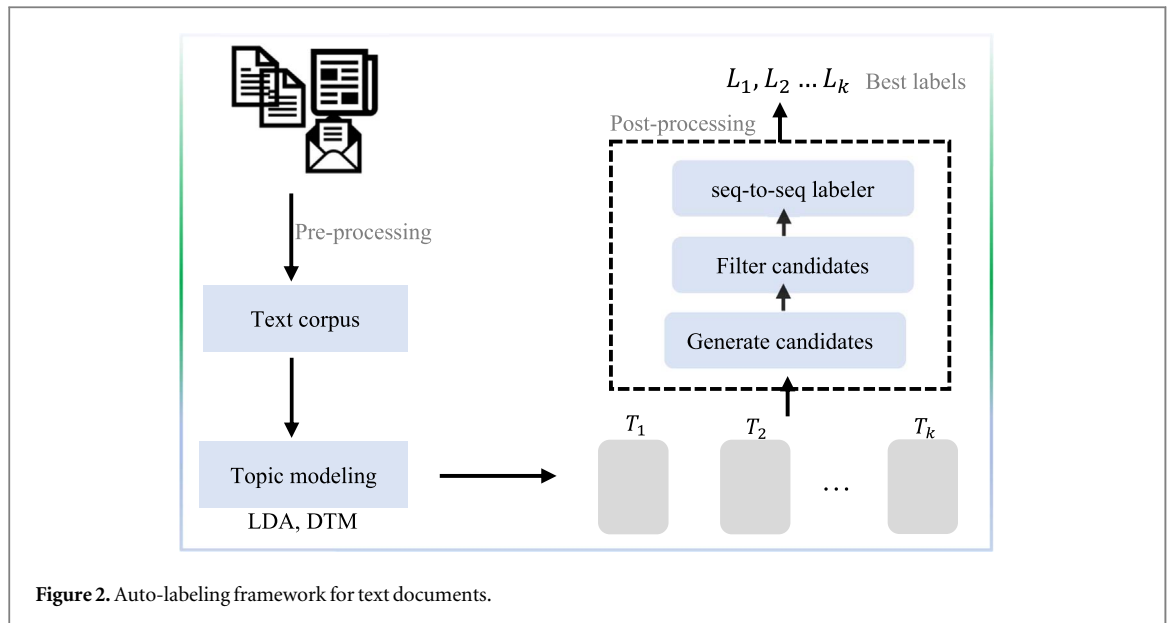 Pre-processing
Text corpus
Topic modeling
LDA, DTM
T₁
T₂
...
Tₖ
Generate candidates
Filter candidates
seq-to-seq labeler
Post-processing
L₁, L₂ ... Lₖ Best labels
Figure 2. Auto-labeling framework for text documents.